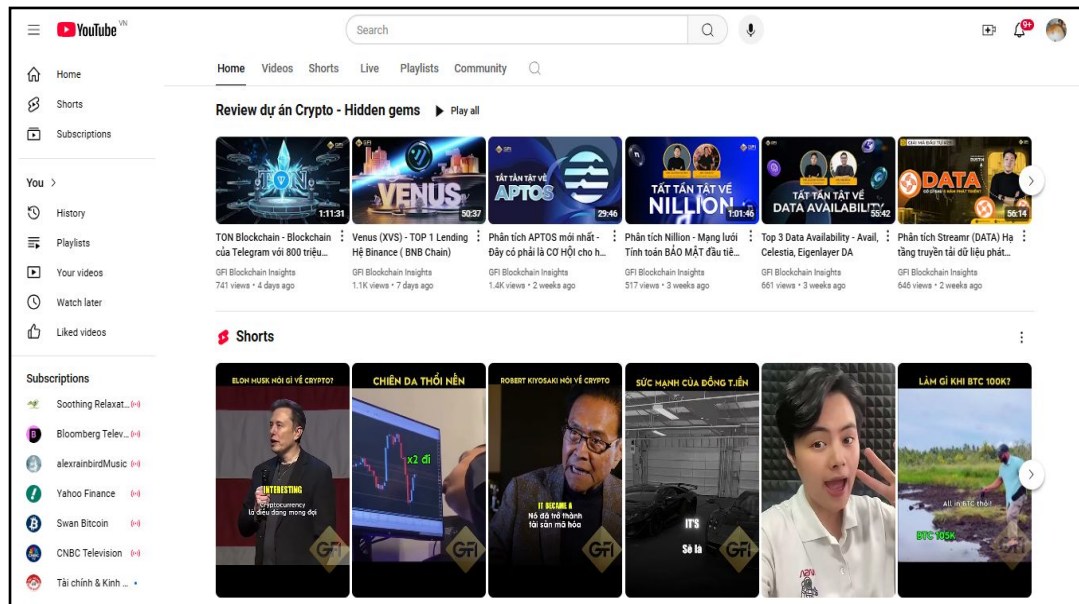 YouTube VN
Search
9+
Home
Shorts
Subscriptions
You
History
Playlists
Your videos
Watch later
Liked videos
Subscriptions
Soothing Relaxat...
Bloomberg Telev...
alexrainbirdMusic
Yahoo Finance
Swan Bitcoin
CNBC Television
Tài chính & Kinh ...
Home Videos Shorts Live Playlists Community
Review dự án Crypto - Hidden gems Play all
TON
1:11:31
TON Blockchain - Blockchain
của Telegram với 800 triệu...
GFI Blockchain Insights
741 views • 4 days ago
VENUS
50:37
Venus (XVS) - TOP 1 Lending
Hệ Binance ( BNB Chain)
GFI Blockchain Insights
1.1K views • 7 days ago
TẤT TẦN TẬT VỀ
APTOS
29:46
Phân tích APTOS mới nhất -
Đây có phải là CƠ HỘI cho h...
GFI Blockchain Insights
1.4K views • 2 weeks ago
TẤT TẦN TẬT VỀ
NILLION
1:01:46
Phân tích Nillion - Mạng lưới
Tính toán BẢO MẬT đầu tiê...
GFI Blockchain Insights
517 views • 3 weeks ago
TẤT TẦN TẬT VỀ
DATA AVAILABILITY
55:42
Top 3 Data Availability - Avail,
Celestia, Eigenlayer DA
GFI Blockchain Insights
661 views • 3 weeks ago
DATA
56:14
Phân tích Streamr (DATA) Hạ
tầng truyền tải dữ liệu phát...
GFI Blockchain Insights
646 views • 2 weeks ago
Shorts
ELON MUSK NÓI GÌ VỀ CRYPTO?
INTERESTING
Cryptocurrency
là điều đáng mong đợi
GFI
CHIÊN DA THỔI NẾN
x2 đi
GFI
ROBERT KIYOSAKI NÓI VỀ CRYPTO
IT BECAME A
Nó đã trở thành
tài sản mã hóa
GFI
SỨC MẠNH CỦA ĐỒNG T.IỀN
IT'S
Sẽ là
GFI
LÀM GÌ KHI BTC 100K?
All in BTC thôi!
BTC 105K
GFI